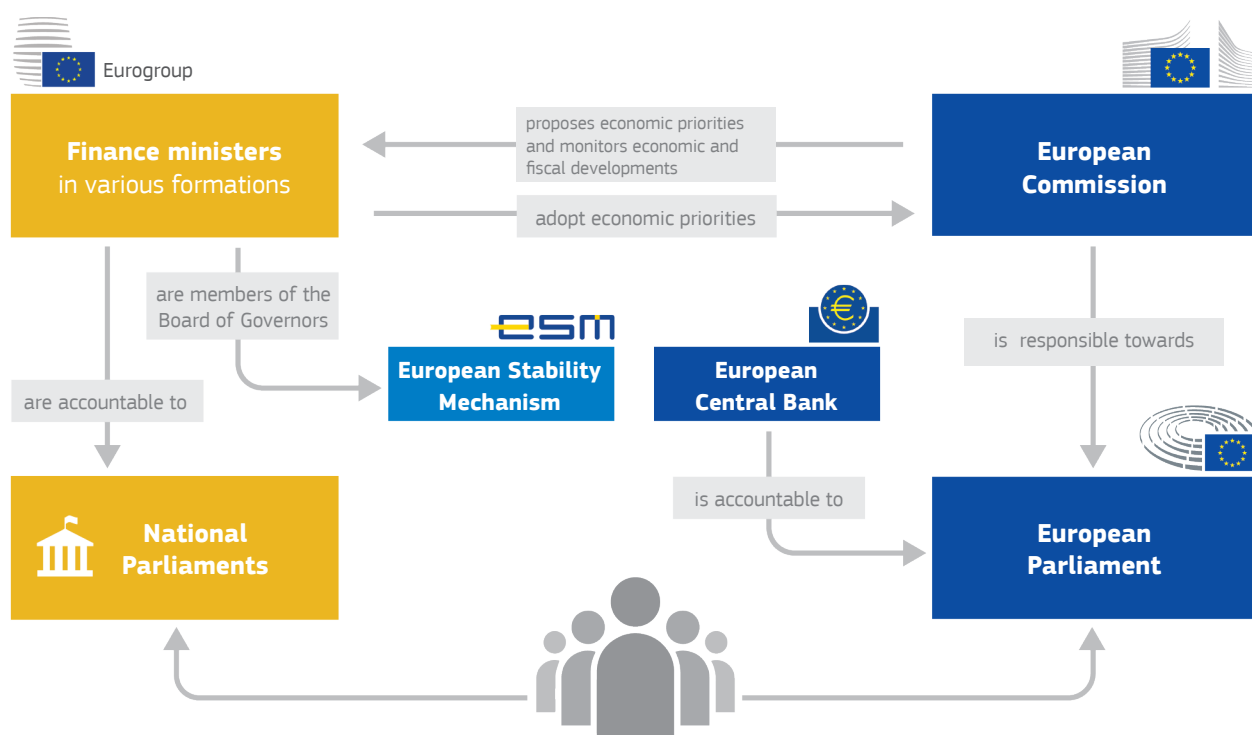 Eurogroup
Finance ministers
in various formations
proposes economic priorities
and monitors economic and
fiscal developments
adopt economic priorities
European
Commission
are members of the
Board of Governors
esm
€
European Stability
Mechanism
European
Central Bank
is responsible towards
are accountable to
is accountable to
National
Parliaments
European
Parliament